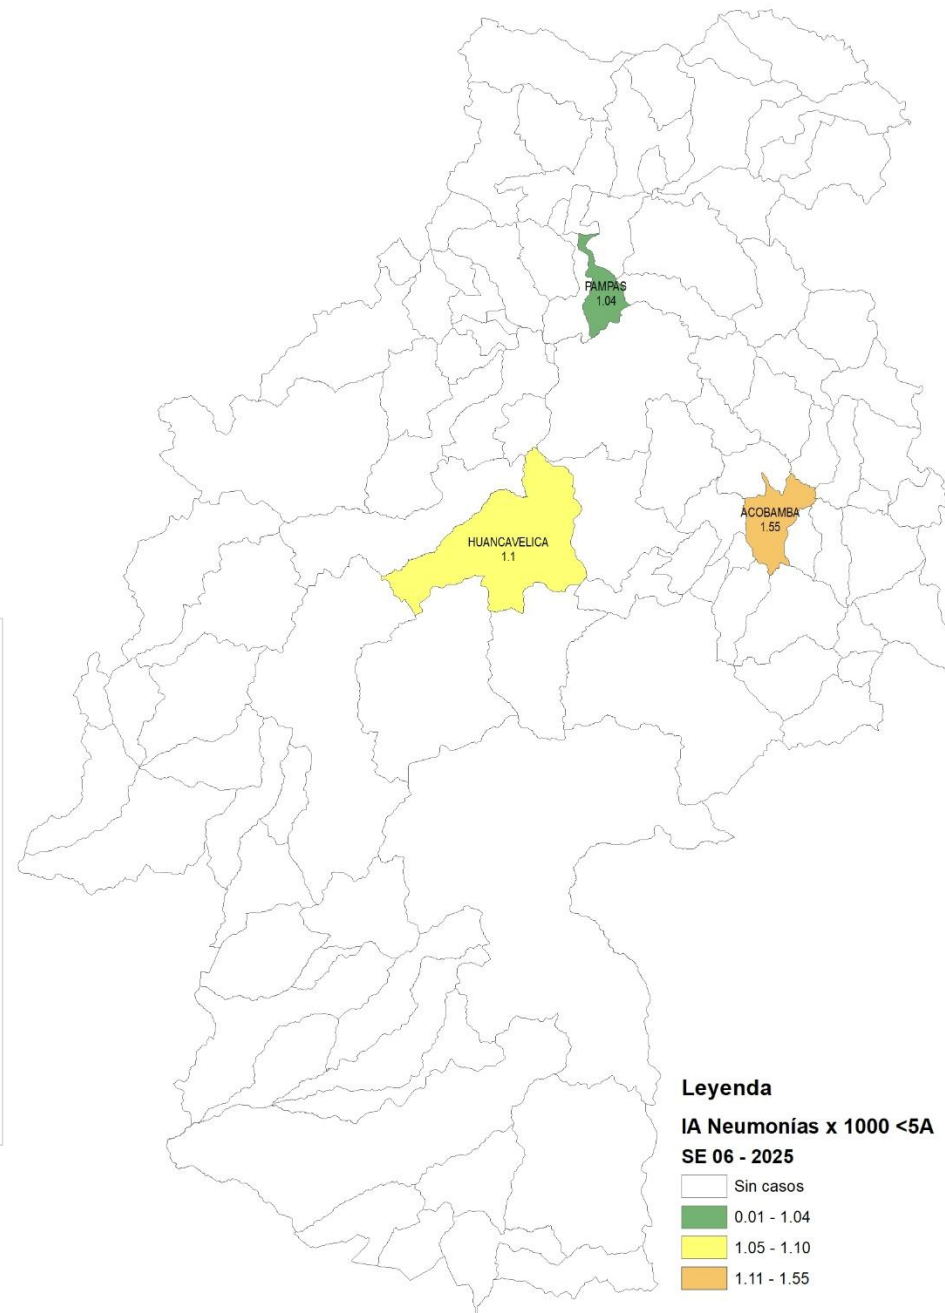 PAMPAS
1.04
ACOBAMBA
1.55
HUANCAVELICA
1.1
Leyenda
IA Neumonías x 1000 <5A
SE 06 - 2025
Sin casos
0.01 - 1.04
1.05 - 1.10
1.11 - 1.55